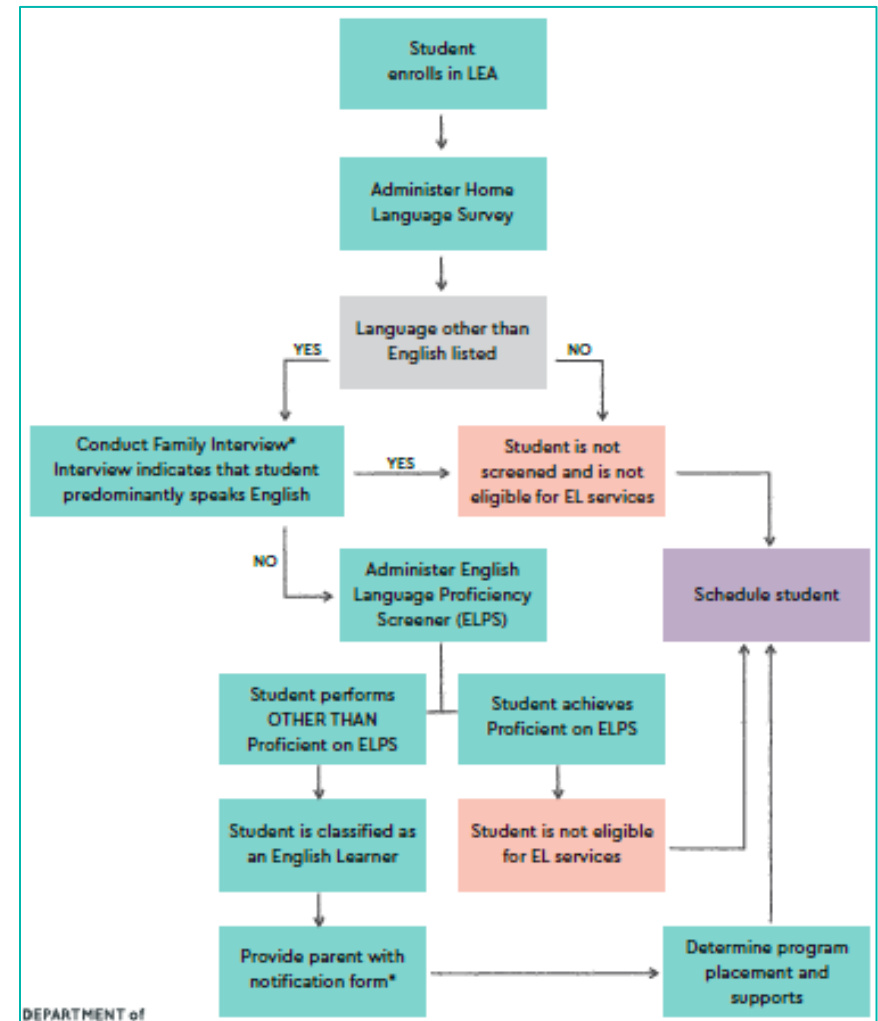 Student
enrolls in LEA
Administer Home
Language Survey
Language other than
English listed
YES
NO
Conduct Family Interview*
Interview indicates that student
predominantly speaks English
YES
Student is not
screened and is not
eligible for EL services
NO
Administer English
Language Proficiency
Screener (ELPS)
Schedule student
Student performs
OTHER THAN
Proficient on ELPS
Student achieves
Proficient on ELPS
Student is classified as
an English Learner
Student is not eligible
for EL services
Provide parent with
notification form*
Determine program
placement and
supports
DEPARTMENT of